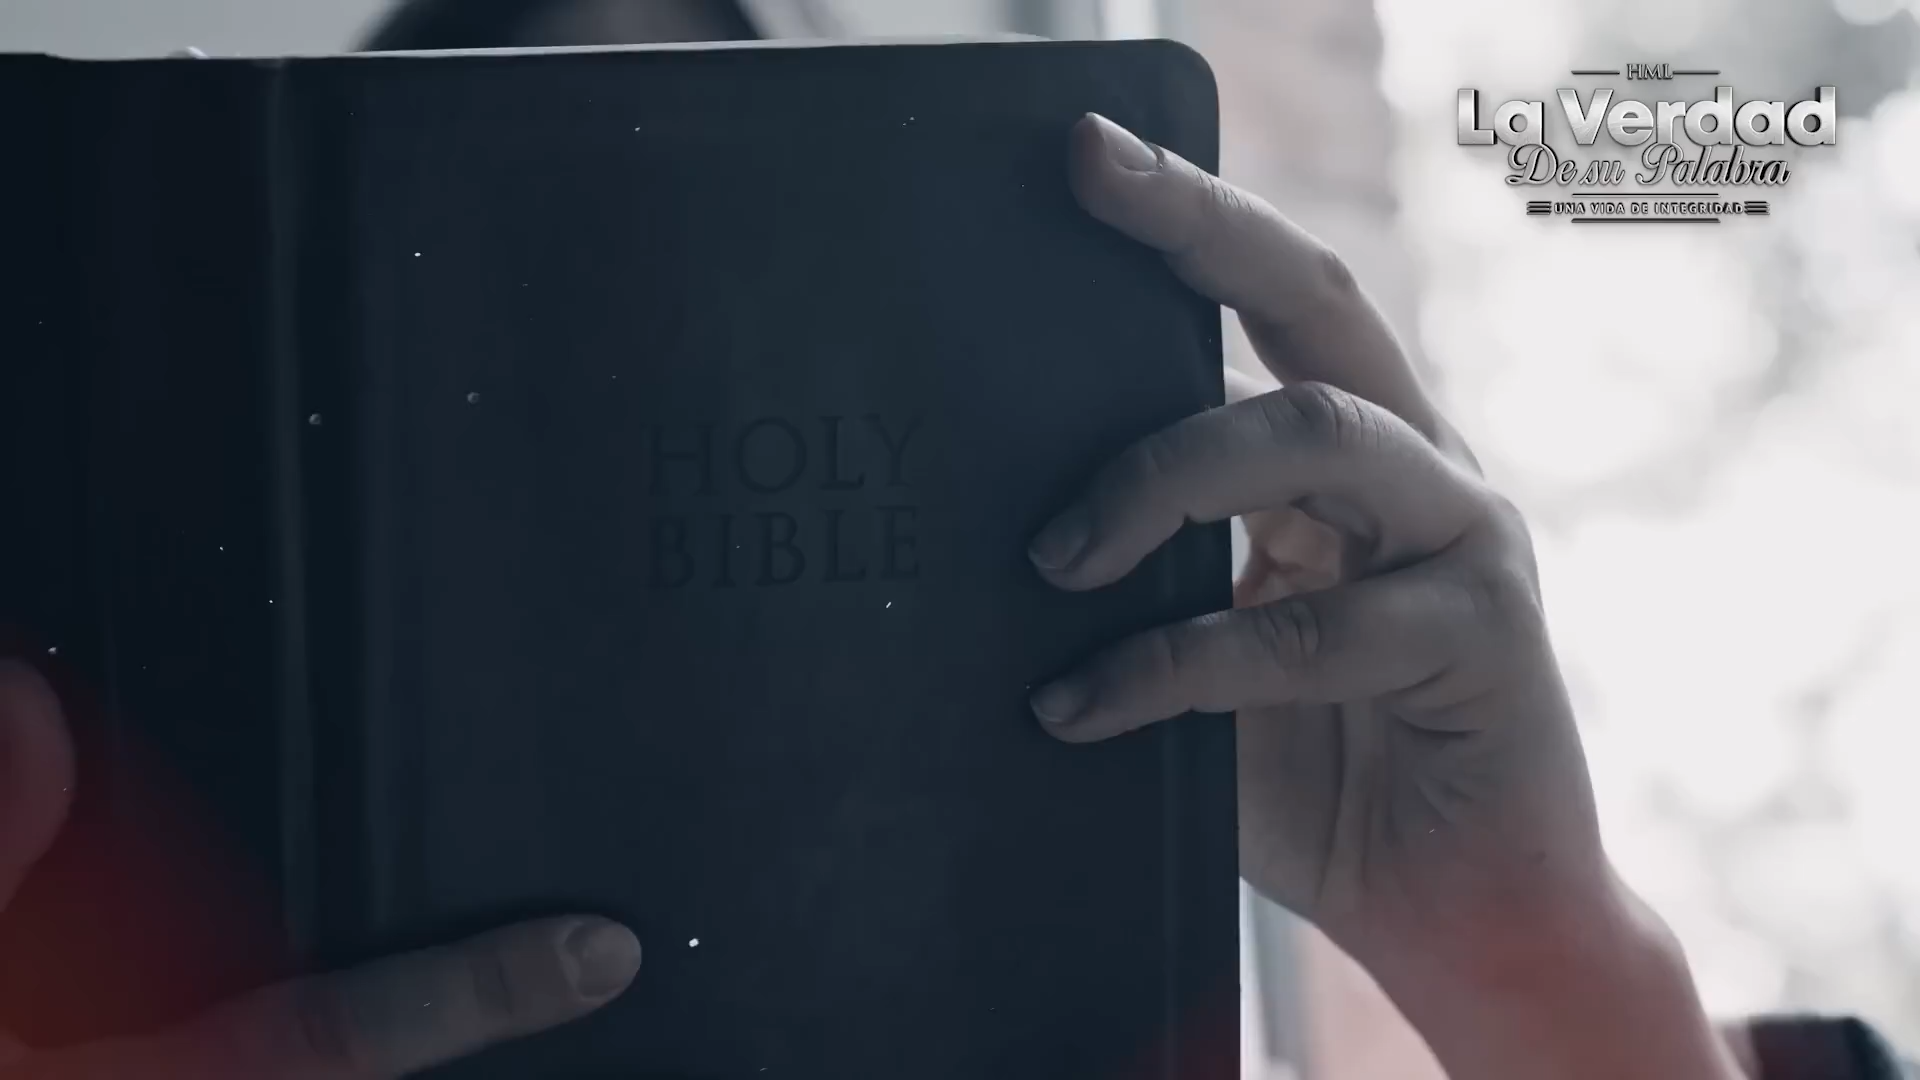 HML
La Verdad
De su Palabra
UNA VIDA DE INTEGRIDAD
HOLY
BIBLE